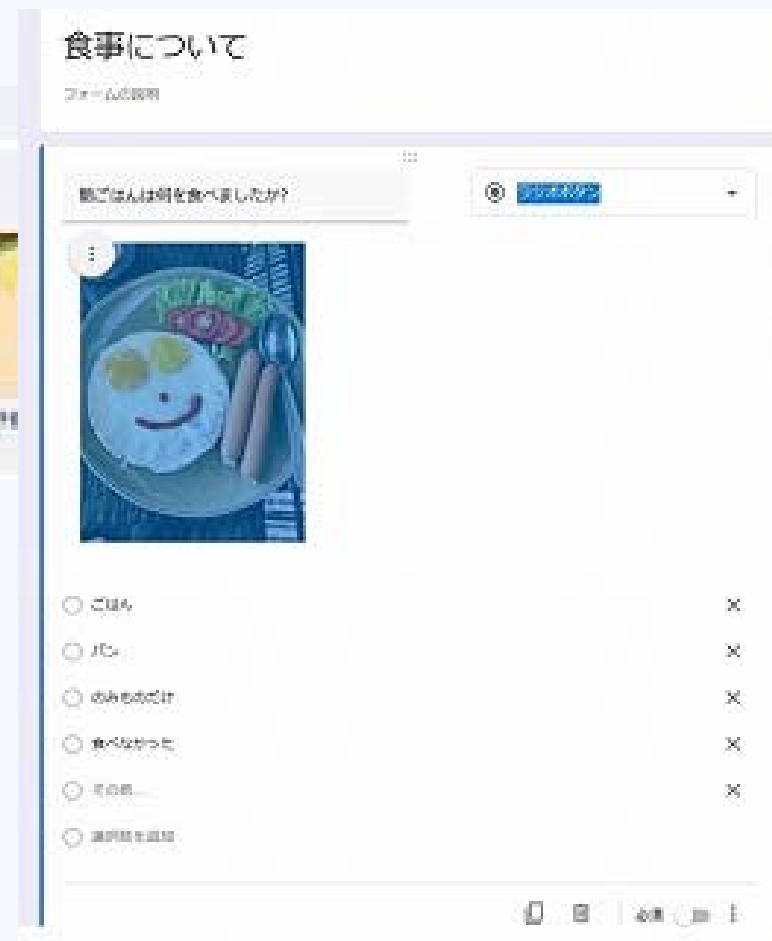 食事について
フォームの説明
朝ごはんは何を食べましたか?
ラジオボタン
ごはん
パン
のみものだけ
食べなかった
その他...
選択肢を追加
必須